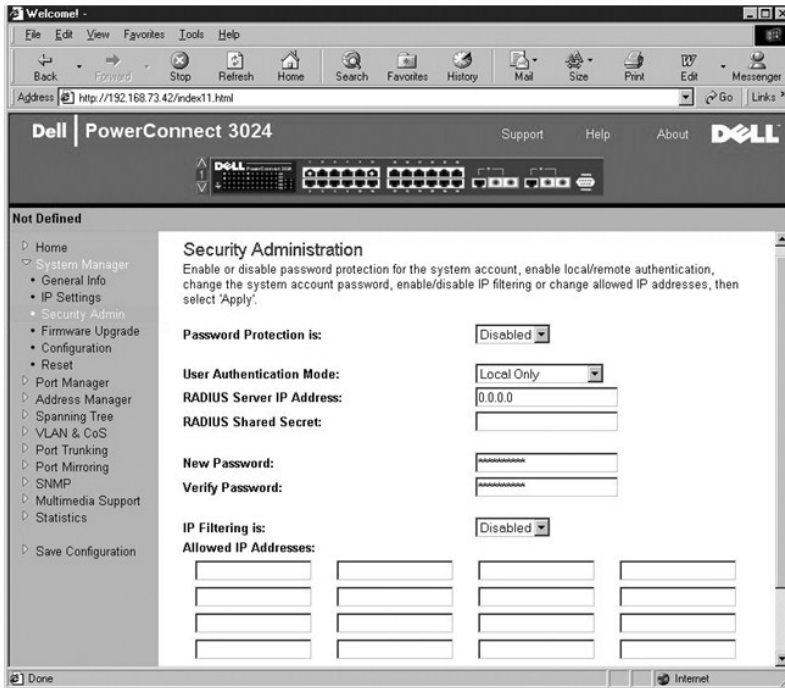 Welcome! -
File Edit View Favorites Tools Help
Back Forward Stop Refresh Home Search Favorites History Mail Size Print Edit Messenger
Address http://192.168.73.42/index11.html Go Links
Dell PowerConnect 3024 Support Help About DELL
1 DELL
Not Defined
Home
System Manager
General Info
IP Settings
Security Admin
Firmware Upgrade
Configuration
Reset
Port Manager
Address Manager
Spanning Tree
VLAN & CoS
Port Trunking
Port Mirroring
SNMP
Multimedia Support
Statistics
Save Configuration
Security Administration
Enable or disable password protection for the system account, enable local/remote authentication,
change the system account password, enable/disable IP filtering or change allowed IP addresses, then
select 'Apply'.
Password Protection is: Disabled
User Authentication Mode: Local Only
RADIUS Server IP Address: 0.0.0.0
RADIUS Shared Secret:
New Password: **********
Verify Password: **********
IP Filtering is: Disabled
Allowed IP Addresses:
Done Internet